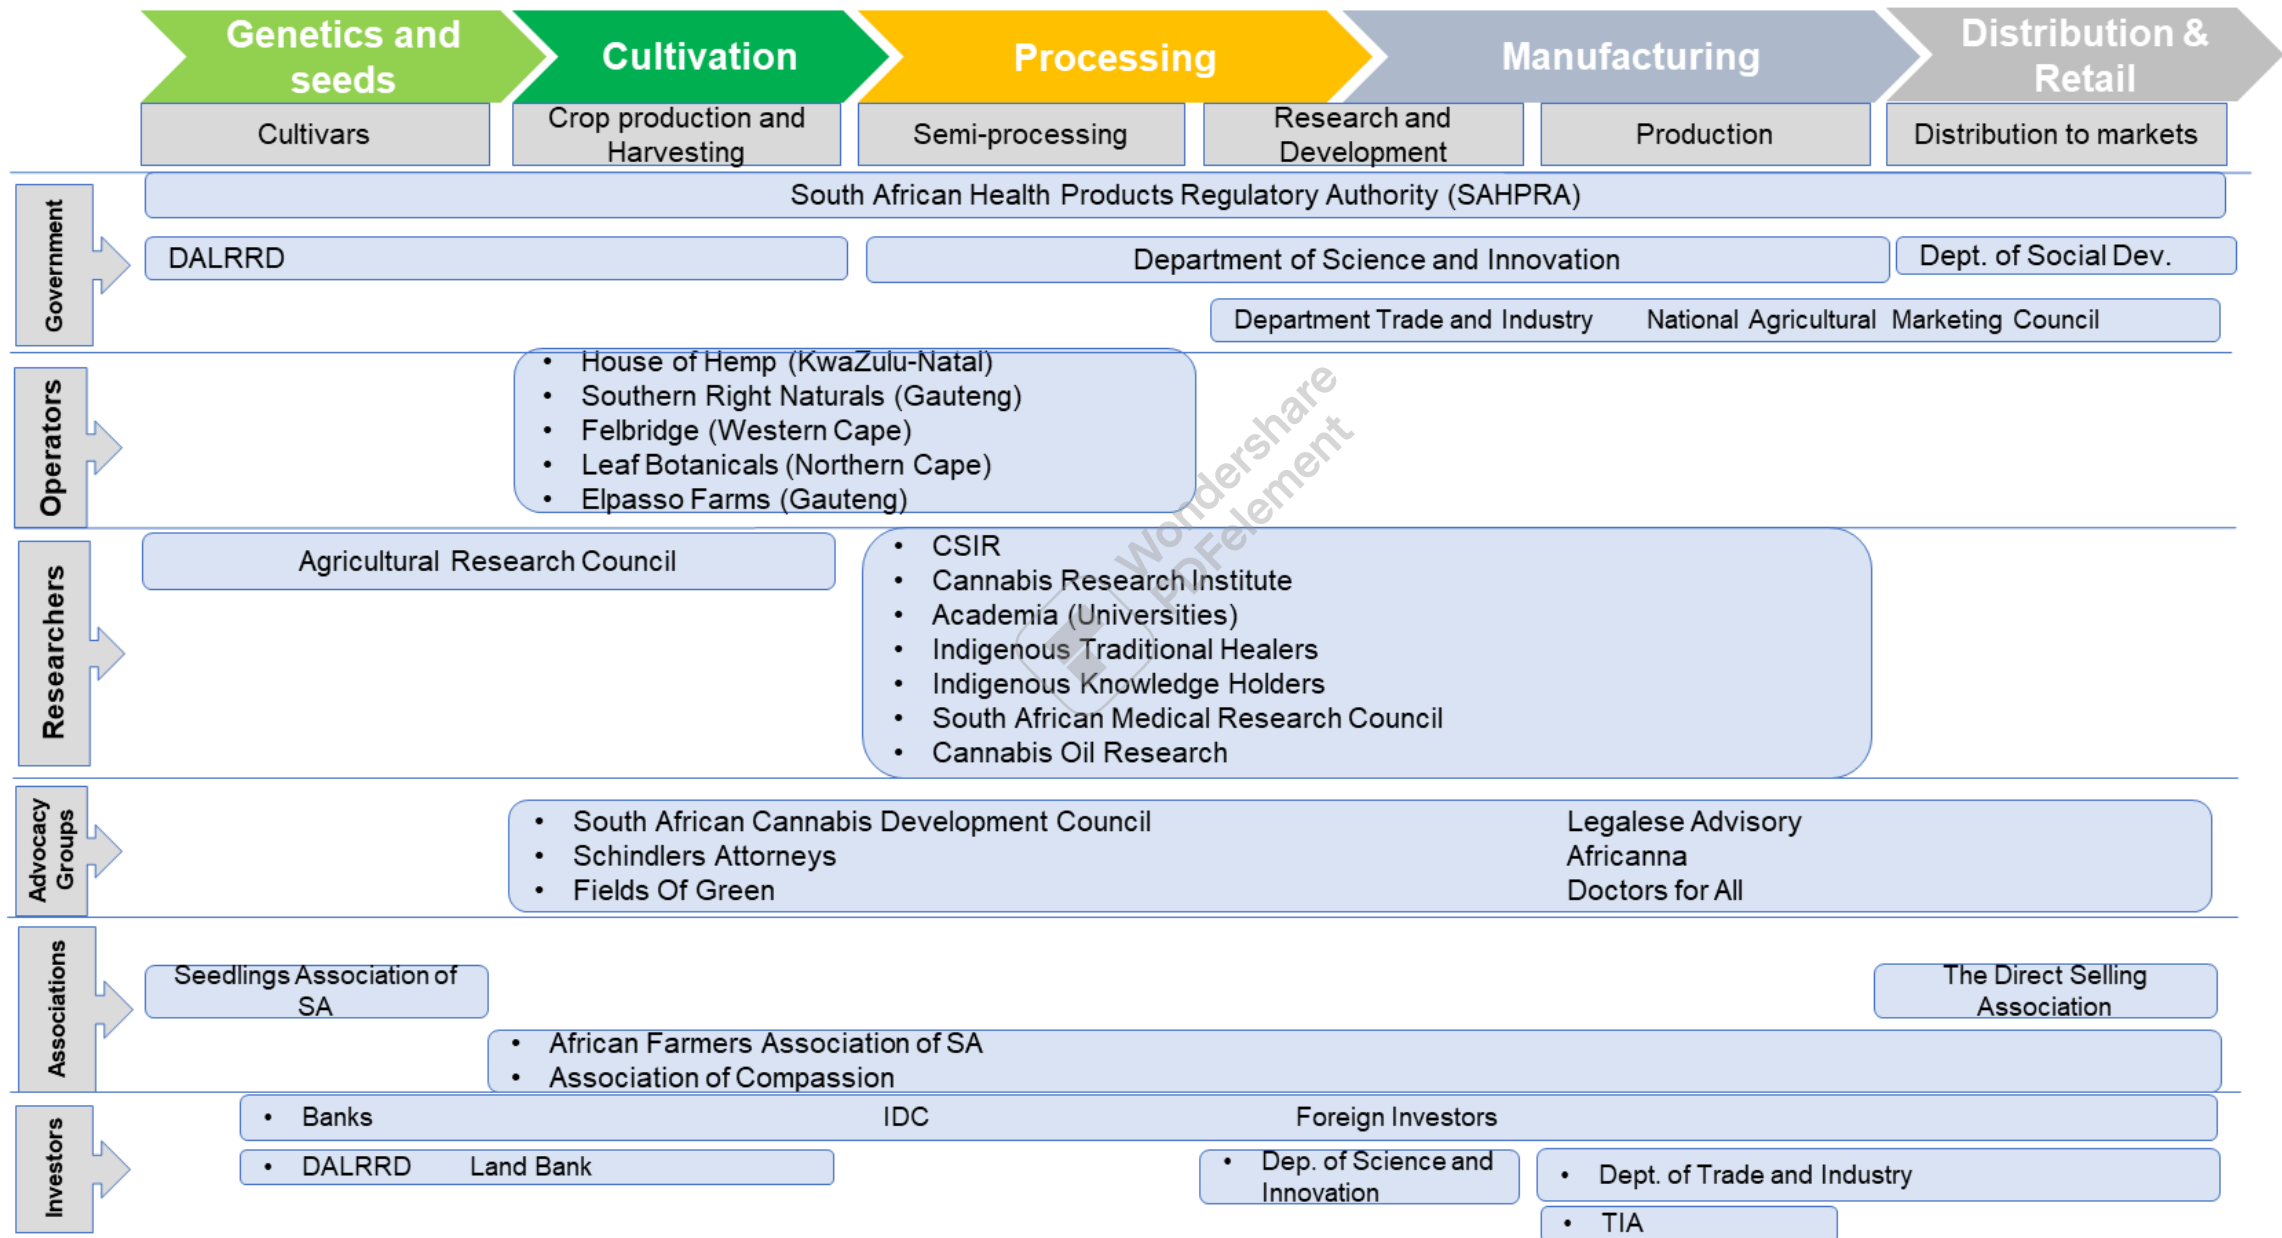 Genetics and
seeds
Cultivation
Processing
Manufacturing
Distribution &
Retail
Cultivars
Crop production and
Harvesting
Semi-processing
Research and
Development
Production
Distribution to markets
Government
South African Health Products Regulatory Authority (SAHPRA)
DALRRD
Department of Science and Innovation
Dept. of Social Dev.
Department Trade and Industry National Agricultural Marketing Council
Operators
• House of Hemp (KwaZulu-Natal)
• Southern Right Naturals (Gauteng)
• Felbridge (Western Cape)
• Leaf Botanicals (Northern Cape)
• Elpasso Farms (Gauteng)
Wondershare
PDFelement
Researchers
Agricultural Research Council
• CSIR
• Cannabis Research Institute
• Academia (Universities)
• Indigenous Traditional Healers
• Indigenous Knowledge Holders
• South African Medical Research Council
• Cannabis Oil Research
Advocacy
Groups
• South African Cannabis Development Council Legalese Advisory
• Schindlers Attorneys Africanna
• Fields Of Green Doctors for All
Associations
Seedlings Association of
SA
The Direct Selling
Association
• African Farmers Association of SA
• Association of Compassion
Investors
• Banks IDC Foreign Investors
• DALRRD Land Bank
• Dep. of Science and
Innovation
• Dept. of Trade and Industry
• TIA